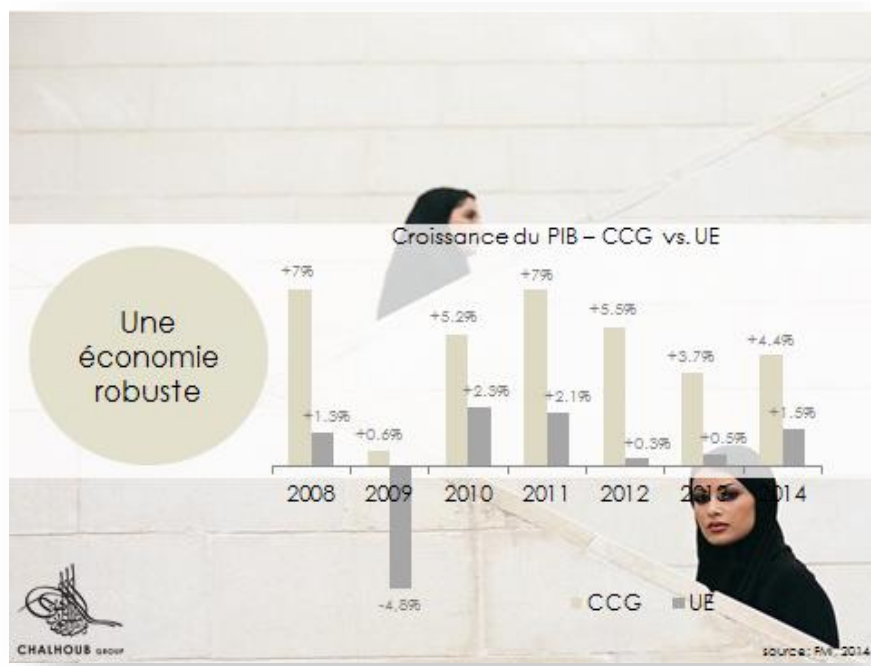 Croissance du PIB – CCG vs. UE
Une
économie
robuste
+7%
+1.3%
+0.6%
-4,8%
+5.2%
+2.3%
+7%
+2.1%
+5.5%
+0.3%
+3.7%
+0.5%
+4.4%
+1.5%
2008 2009 2010 2011 2012 2013 2014
CCG UE
CHALHOUB GROUP
source: FMI, 2014